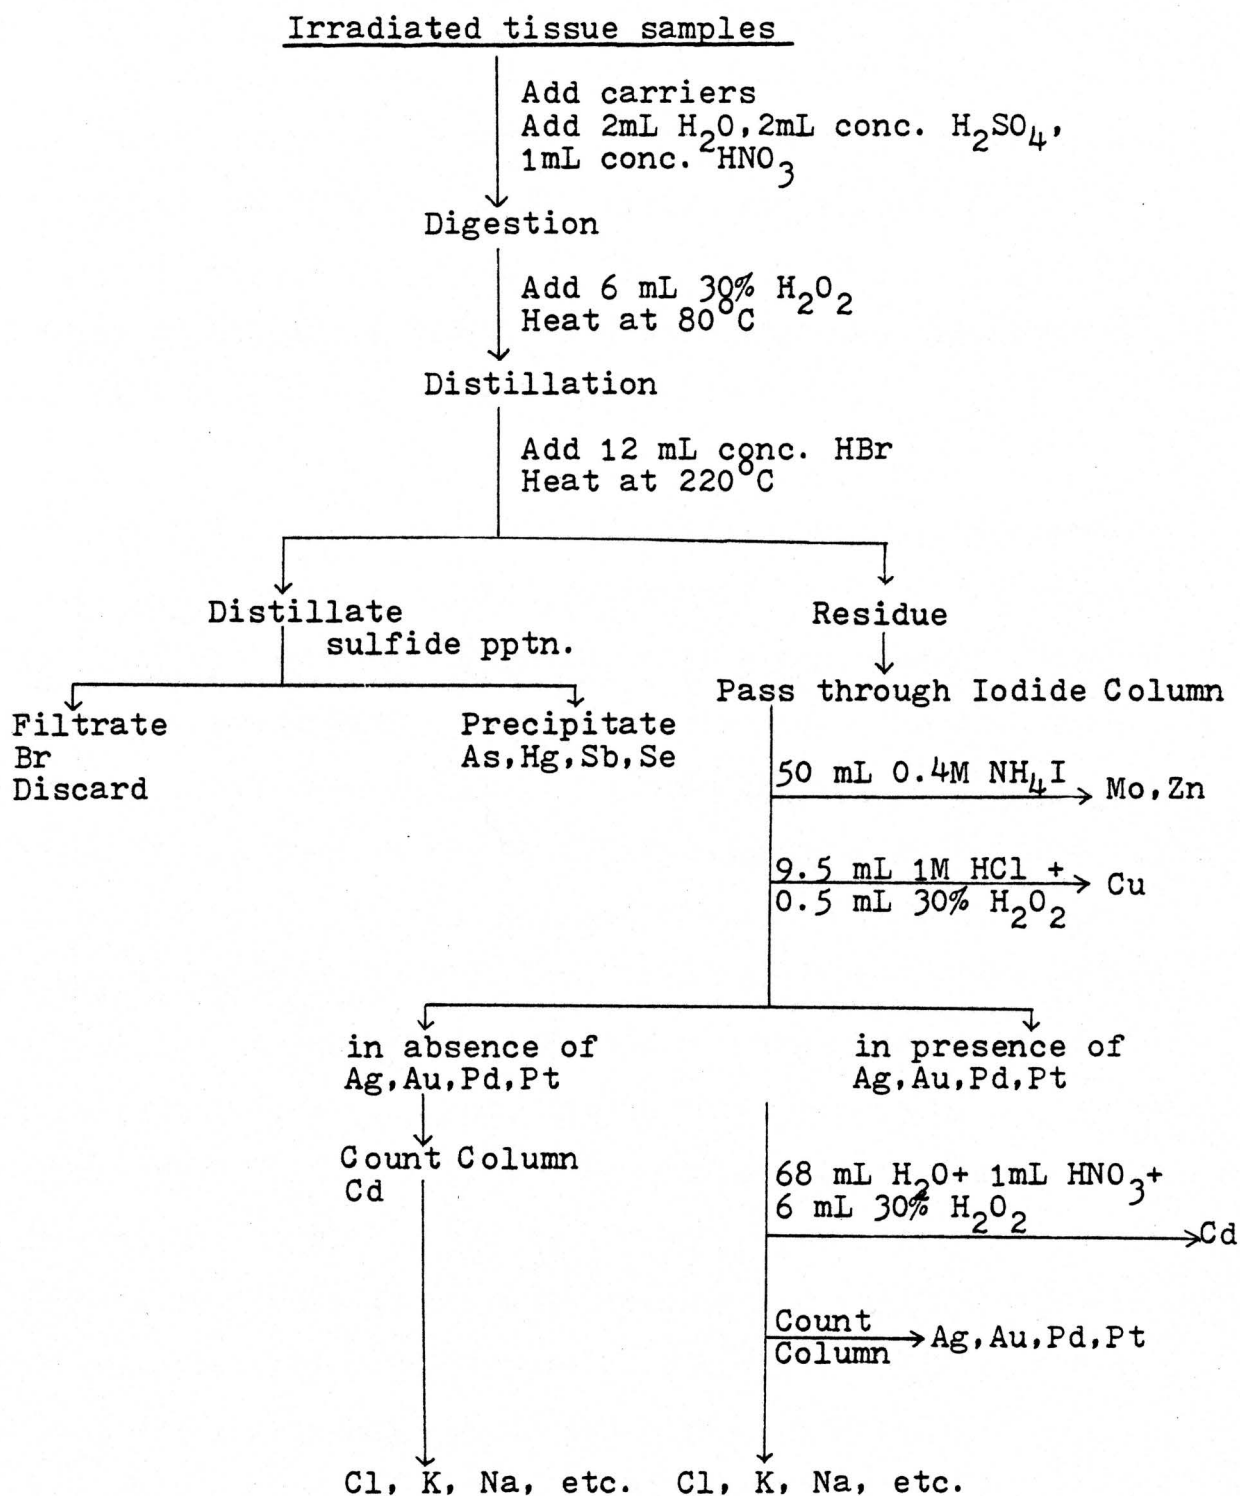 Irradiated tissue samples
Add carriers
Add 2mL H₂O,2mL conc. H₂SO₄,
1mL conc. HNO₃
Digestion
Add 6 mL 30% H₂O₂
Heat at 80°C
Distillation
Add 12 mL conc. HBr
Heat at 220°C
Distillate
sulfide pptn.
Filtrate
Br
Discard
Precipitate
As,Hg,Sb,Se
Residue
Pass through Iodide Column
50 mL 0.4M NH₄I
Mo,Zn
9.5 mL 1M HCl +
0.5 mL 30% H₂O₂
Cu
in absence of
Ag,Au,Pd,Pt
Count Column
Cd
in presence of
Ag,Au,Pd,Pt
68 mL H₂O+ 1mL HNO₃+
6 mL 30% H₂O₂
Cd
Count
Column
Ag,Au,Pd,Pt
Cl, K, Na, etc.
Cl, K, Na, etc.